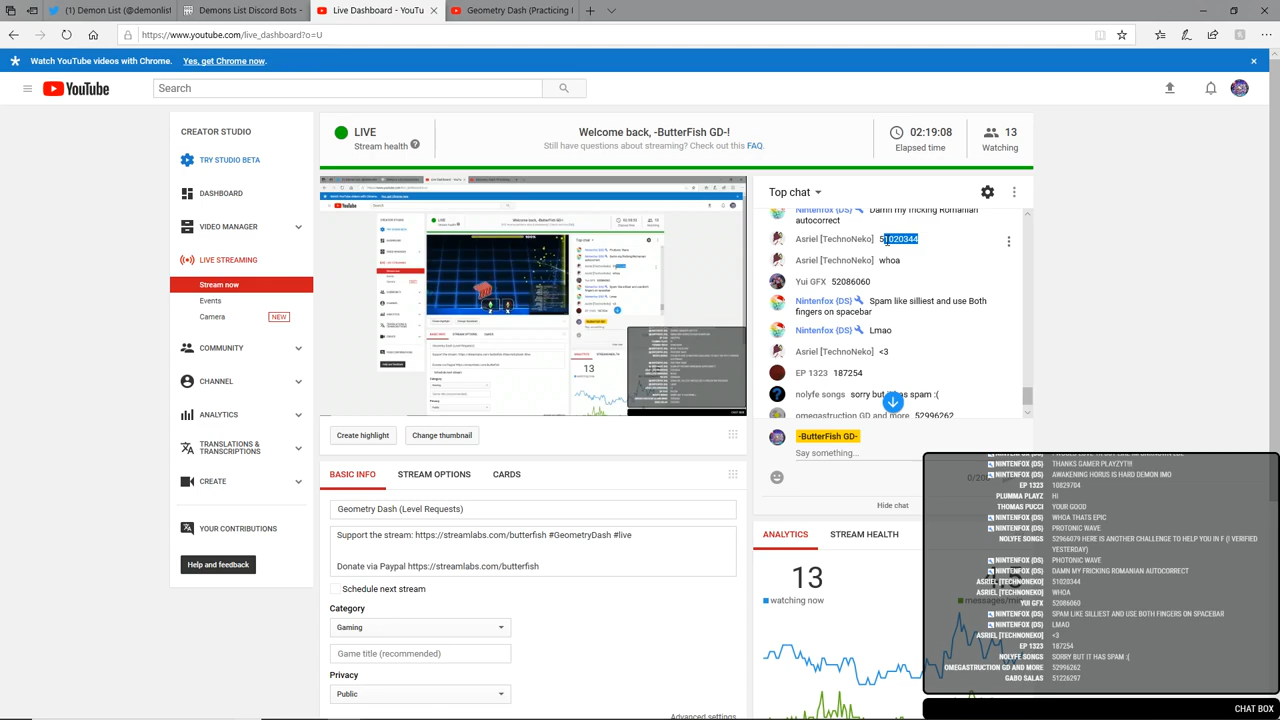 (1) Demon List (@demonlist
Demons List Discord Bots -
Live Dashboard - YouTu
Geometry Dash (Practicing I
https://www.youtube.com/live_dashboard?o=U
Watch YouTube videos with Chrome. Yes, get Chrome now.
YouTube
Search
CREATOR STUDIO
TRY STUDIO BETA
DASHBOARD
VIDEO MANAGER
LIVE STREAMING
Stream now
Events
Camera
NEW
COMMUNITY
CHANNEL
ANALYTICS
TRANSLATIONS &
TRANSCRIPTIONS
CREATE
YOUR CONTRIBUTIONS
Help and feedback
LIVE
Stream health
Welcome back, -ButterFish GD-!
Still have questions about streaming? Check out this FAQ.
02:19:08
Elapsed time
13
Watching
Create highlight
Change thumbnail
BASIC INFO
STREAM OPTIONS
CARDS
Geometry Dash (Level Requests)
Support the stream: https://streamlabs.com/butterfish #GeometryDash #live
Donate via Paypal https://streamlabs.com/butterfish
Schedule next stream
Category
Gaming
Game title (recommended)
Privacy
Public
Advanced settings
Top chat
Nintenfox {DS} Damn my fricking Romanian
autocorrect
Asriel [TechnoNeko] 51020344
Asriel [TechnoNeko] whoa
Yui GFX 52086060
Nintenfox {DS} Spam like silliest and use Both
fingers on spacebar
Nintenfox {DS} Lmao
Asriel [TechnoNeko] <3
EP 1323 187254
nolyfe songs sorry but it has spam :(
omegastruction GD and more 52996262
-ButterFish GD-
Say something...
0/200
Hide chat
ANALYTICS
STREAM HEALTH
13
watching now
messages/mi
THANKS GAMER PLAYZYT!!!
NINTENFOX {DS} AWAKENING HORUS IS HARD DEMON IMO
EP 1323 10829704
PLUMMA PLAYZ HI
THOMAS PUCCI YOUR GOOD
NINTENFOX {DS} WHOA THATS EPIC
NINTENFOX {DS} PROTONIC WAVE
NOLYFE SONGS 52966079 HERE IS ANOTHER CHALLENGE TO HELP YOU IN F (I VERIFIED
YESTERDAY)
NINTENFOX {DS} PHOTONIC WAVE
NINTENFOX {DS} DAMN MY FRICKING ROMANIAN AUTOCORRECT
ASRIEL [TECHNONEKO] 51020344
ASRIEL [TECHNONEKO] WHOA
YUI GFX 52086060
NINTENFOX {DS} SPAM LIKE SILLIEST AND USE BOTH FINGERS ON SPACEBAR
NINTENFOX {DS} LMAO
ASRIEL [TECHNONEKO] <3
EP 1323 187254
NOLYFE SONGS SORRY BUT IT HAS SPAM :(
OMEGASTRUCTION GD AND MORE 52996262
GABO SALAS 51226297
CHAT BOX